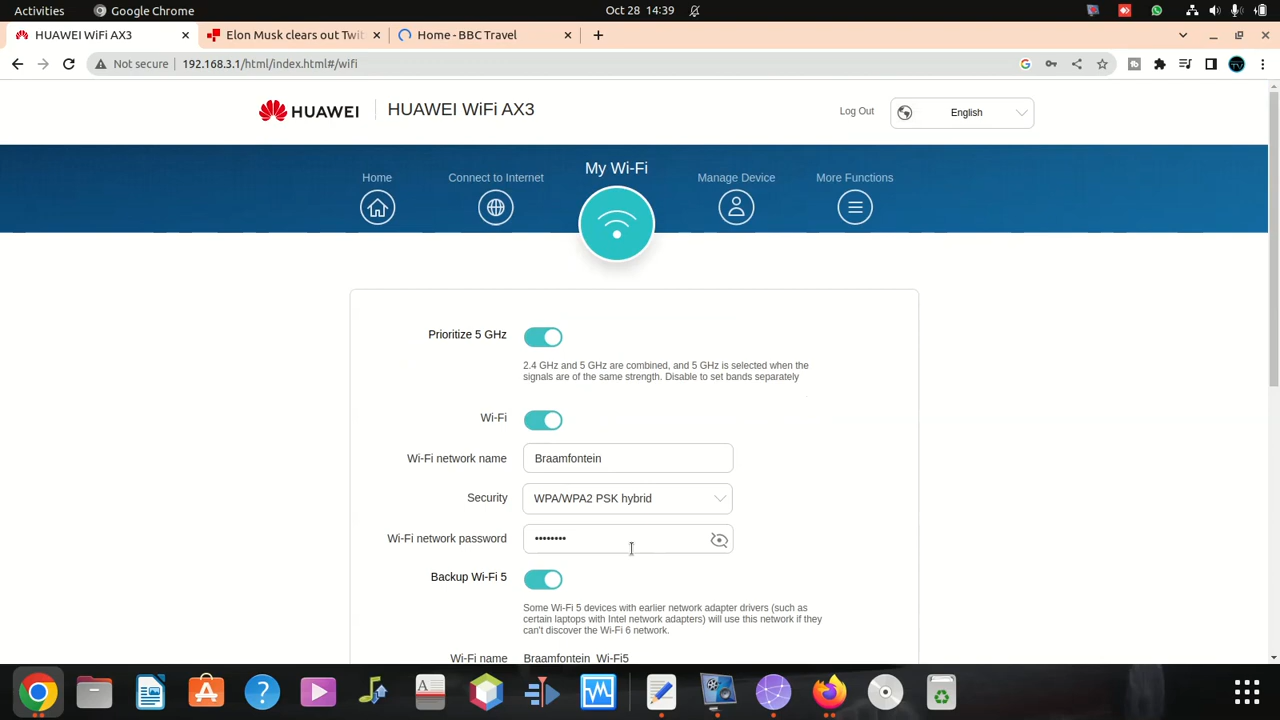 Activities
Google Chrome
Oct 28 14:39
HUAWEI WiFi AX3
Elon Musk clears out Twit
Home - BBC Travel
Not secure
192.168.3.1/html/index.html#/wifi
HUAWEI
HUAWEI WiFi AX3
Log Out
English
Home
Connect to Internet
My Wi-Fi
Manage Device
More Functions
Prioritize 5 GHz
2.4 GHz and 5 GHz are combined, and 5 GHz is selected when the
signals are of the same strength. Disable to set bands separately
Wi-Fi
Wi-Fi network name
Braamfontein
Security
WPA/WPA2 PSK hybrid
Wi-Fi network password
••••••••
Backup Wi-Fi 5
Some Wi-Fi 5 devices with earlier network adapter drivers (such as
certain laptops with Intel network adapters) will use this network if they
can't discover the Wi-Fi 6 network.
Wi-Fi name
Braamfontein_Wi-Fi5